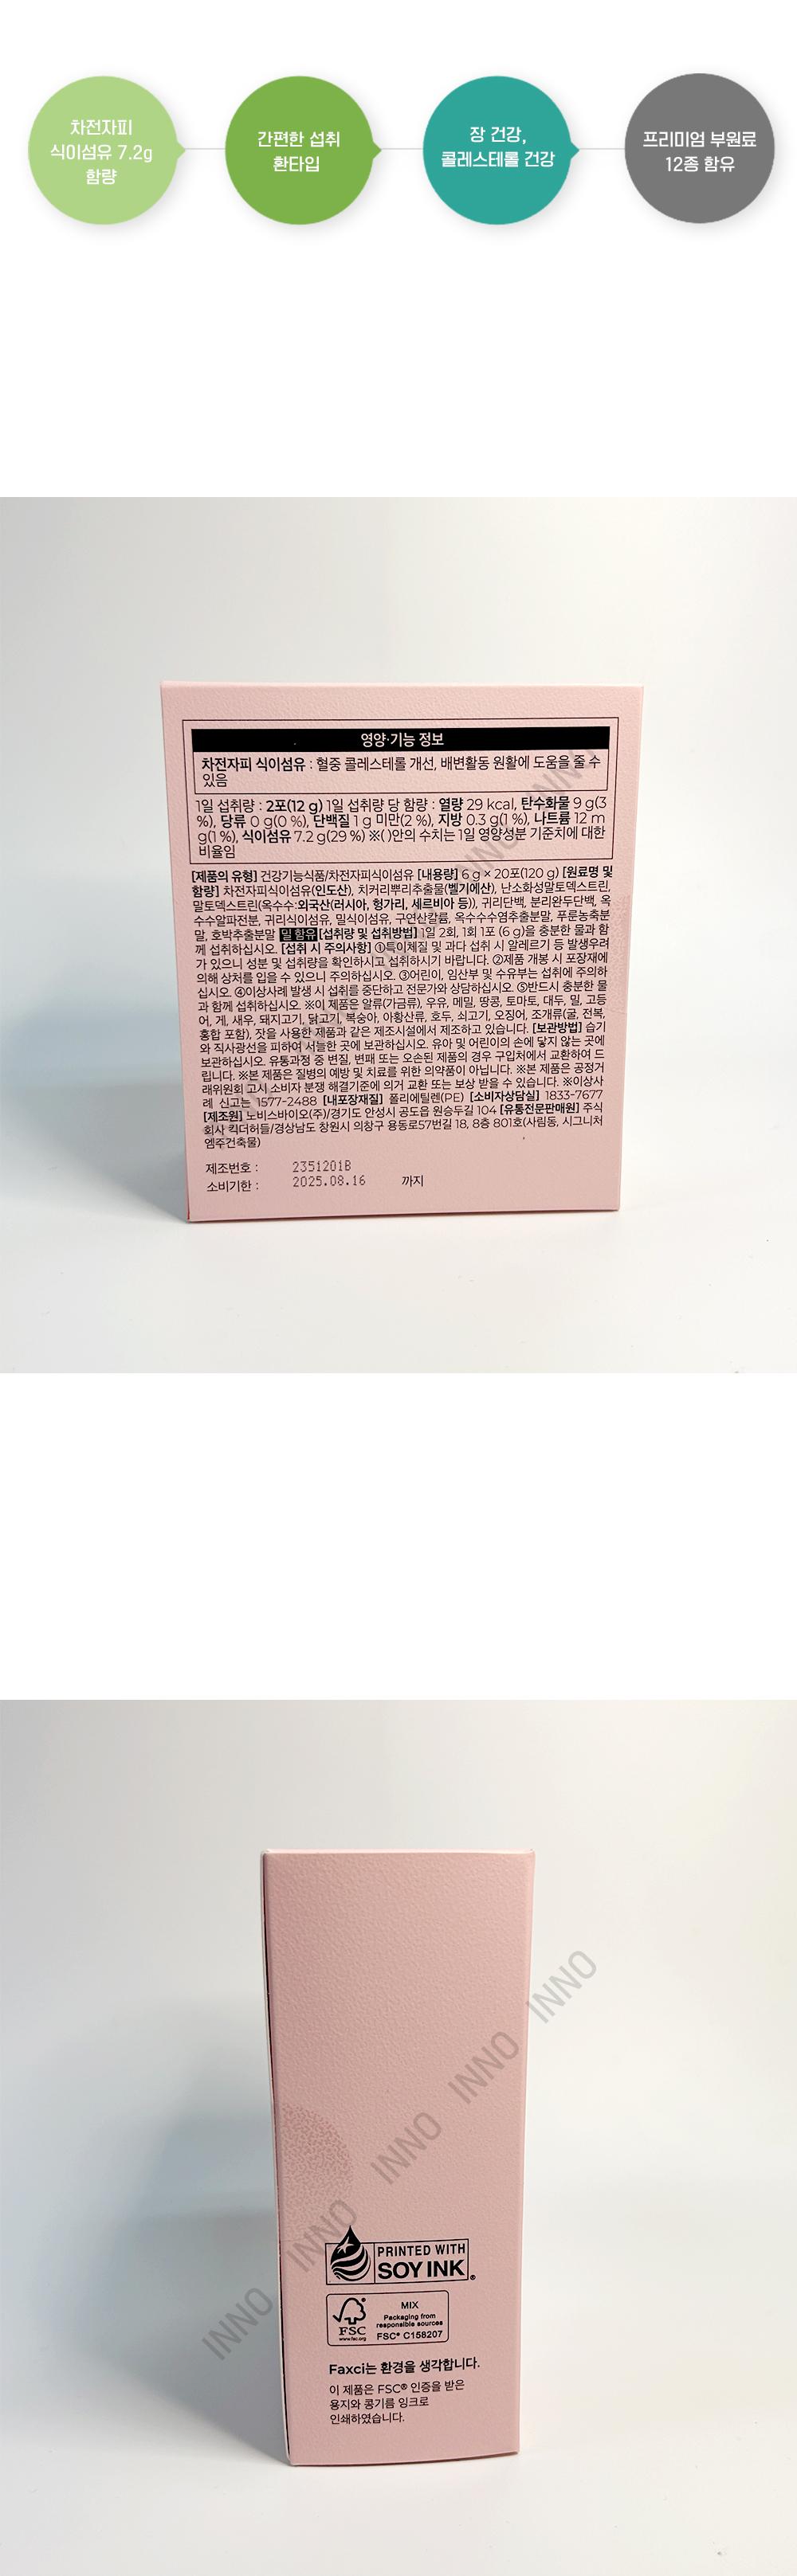 차전자피
식이섬유 7.2g
함량
간편한 섭취
환타입
장 건강,
콜레스테롤 건강
프리미엄 부원료
12종 함유
영양·기능 정보
차전자피 식이섬유 : 혈중 콜레스테롤 개선, 배변활동 원활에 도움을 줄 수
있음
1일 섭취량 : 2포(12 g) 1일 섭취량 당 함량 : 열량 29 kcal, 탄수화물 9 g(3
%), 당류 0 g(0 %), 단백질 1 g 미만(2 %), 지방 0.3 g(1 %), 나트륨 12 m
g(1 %), 식이섬유 7.2 g(29 %) ※( )안의 수치는 1일 영양성분 기준치에 대한
비율임
[제품의 유형] 건강기능식품/차전자피식이섬유 [내용량] 6 g × 20포(120 g) [원료명 및
함량] 차전자피식이섬유(인도산), 치커리뿌리추출물(벨기에산), 난소화성말토덱스트린,
말토덱스트린(옥수수:외국산(러시아, 헝가리, 세르비아 등)), 귀리단백, 분리완두단백, 옥
수수알파전분, 귀리식이섬유, 밀식이섬유, 구연산칼륨, 옥수수수염추출분말, 푸룬농축분
말, 호박추출분말 밀 함유 [섭취량 및 섭취방법] 1일 2회, 1회 1포 (6 g)을 충분한 물과 함
께 섭취하십시오. [섭취 시 주의사항] ①특이체질 및 과다 섭취 시 알레르기 등 발생우려
가 있으니 성분 및 섭취량을 확인하시고 섭취하시기 바랍니다. ②제품 개봉 시 포장재에
의해 상처를 입을 수 있으니 주의하십시오. ③어린이, 임산부 및 수유부는 섭취에 주의하
십시오. ④이상사례 발생 시 섭취를 중단하고 전문가와 상담하십시오. ⑤반드시 충분한 물
과 함께 섭취하십시오. ※이 제품은 알류(가금류), 우유, 메밀, 땅콩, 토마토, 대두, 밀, 고등
어, 게, 새우, 돼지고기, 닭고기, 복숭아, 아황산류, 호두, 쇠고기, 오징어, 조개류(굴, 전복,
홍합 포함), 잣을 사용한 제품과 같은 제조시설에서 제조하고 있습니다. [보관방법] 습기
와 직사광선을 피하여 서늘한 곳에 보관하십시오. 유아 및 어린이의 손에 닿지 않는 곳에
보관하십시오. 유통과정 중 변질, 변패 또는 오손된 제품의 경우 구입처에서 교환하여 드
립니다. ※본 제품은 질병의 예방 및 치료를 위한 의약품이 아닙니다. ※본 제품은 공정거
래위원회 고시 소비자 분쟁 해결기준에 의거 교환 또는 보상 받을 수 있습니다. ※이상사
례 신고는 1577-2488 [내포장재질] 폴리에틸렌(PE) [소비자상담실] 1833-7677
[제조원] 노비스바이오(주)/경기도 안성시 공도읍 원승두길 104 [유통전문판매원] 주식
회사 킥더허들/경상남도 창원시 의창구 용동로57번길 18, 8층 801호(사림동, 시그니처
엠주건축물)
제조번호 : 2351201B
소비기한 : 2025.08.16 까지
INNO
INNO
INNO
INNO
INNO
INNO
INNO
PRINTED WITH
SOY INK
FSC
www.fsc.org
MIX
Packaging from
responsible sources
FSC® C158207
Faxci는 환경을 생각합니다.
이 제품은 FSC® 인증을 받은
용지와 콩기름 잉크로
인쇄하였습니다.